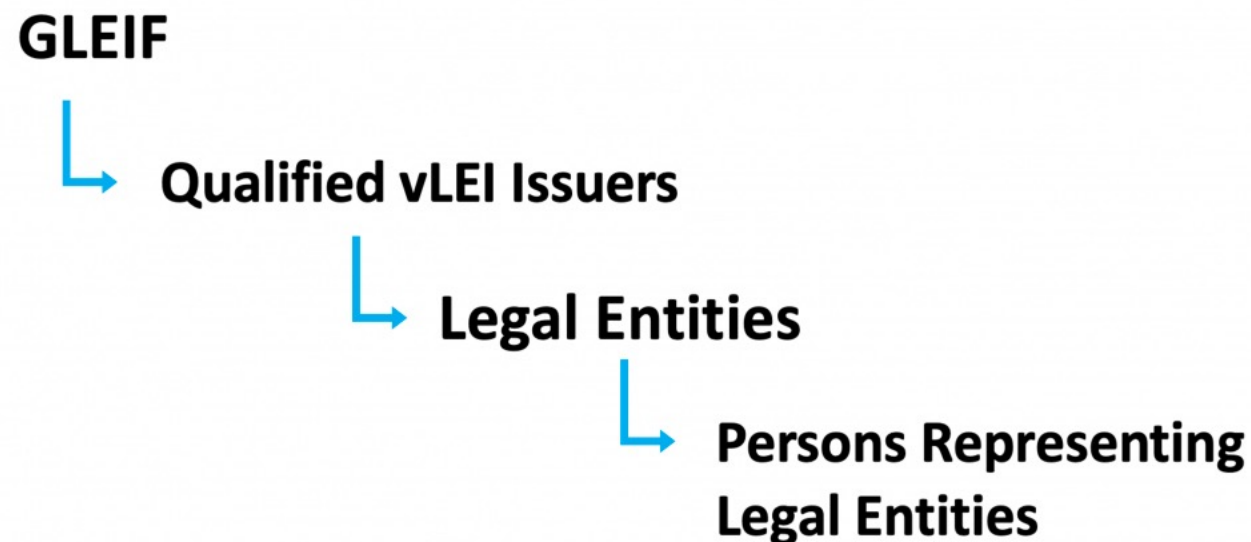 GLEIF
Qualified vLEI Issuers
Legal Entities
Persons Representing
Legal Entities